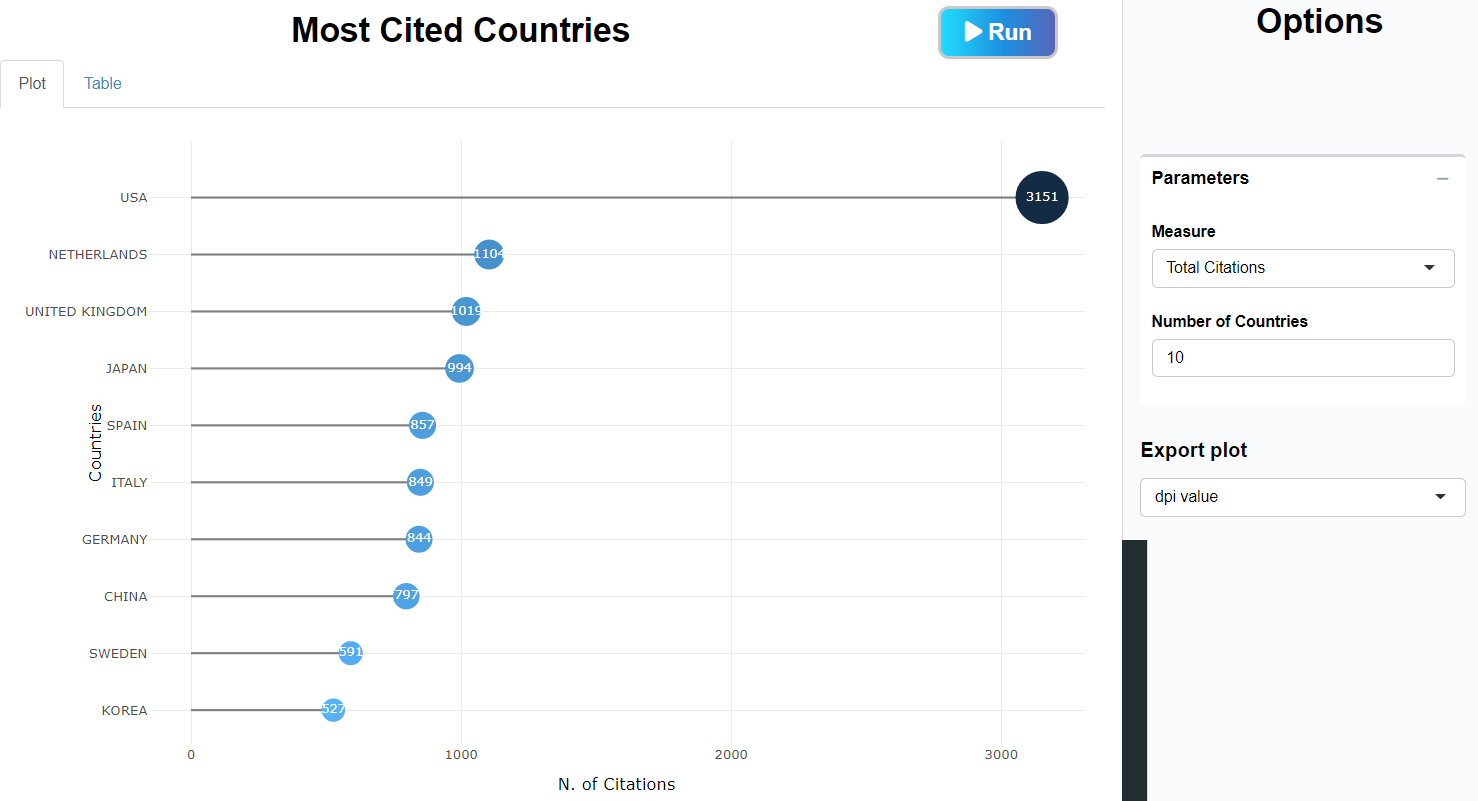 Most Cited Countries
Run
Options
Plot
Table
USA
3151
NETHERLANDS
1104
UNITED KINGDOM
1019
JAPAN
994
SPAIN
857
ITALY
849
GERMANY
844
CHINA
797
SWEDEN
591
KOREA
527
Countries
0
1000
2000
3000
N. of Citations
Parameters
Measure
Total Citations
Number of Countries
10
Export plot
dpi value